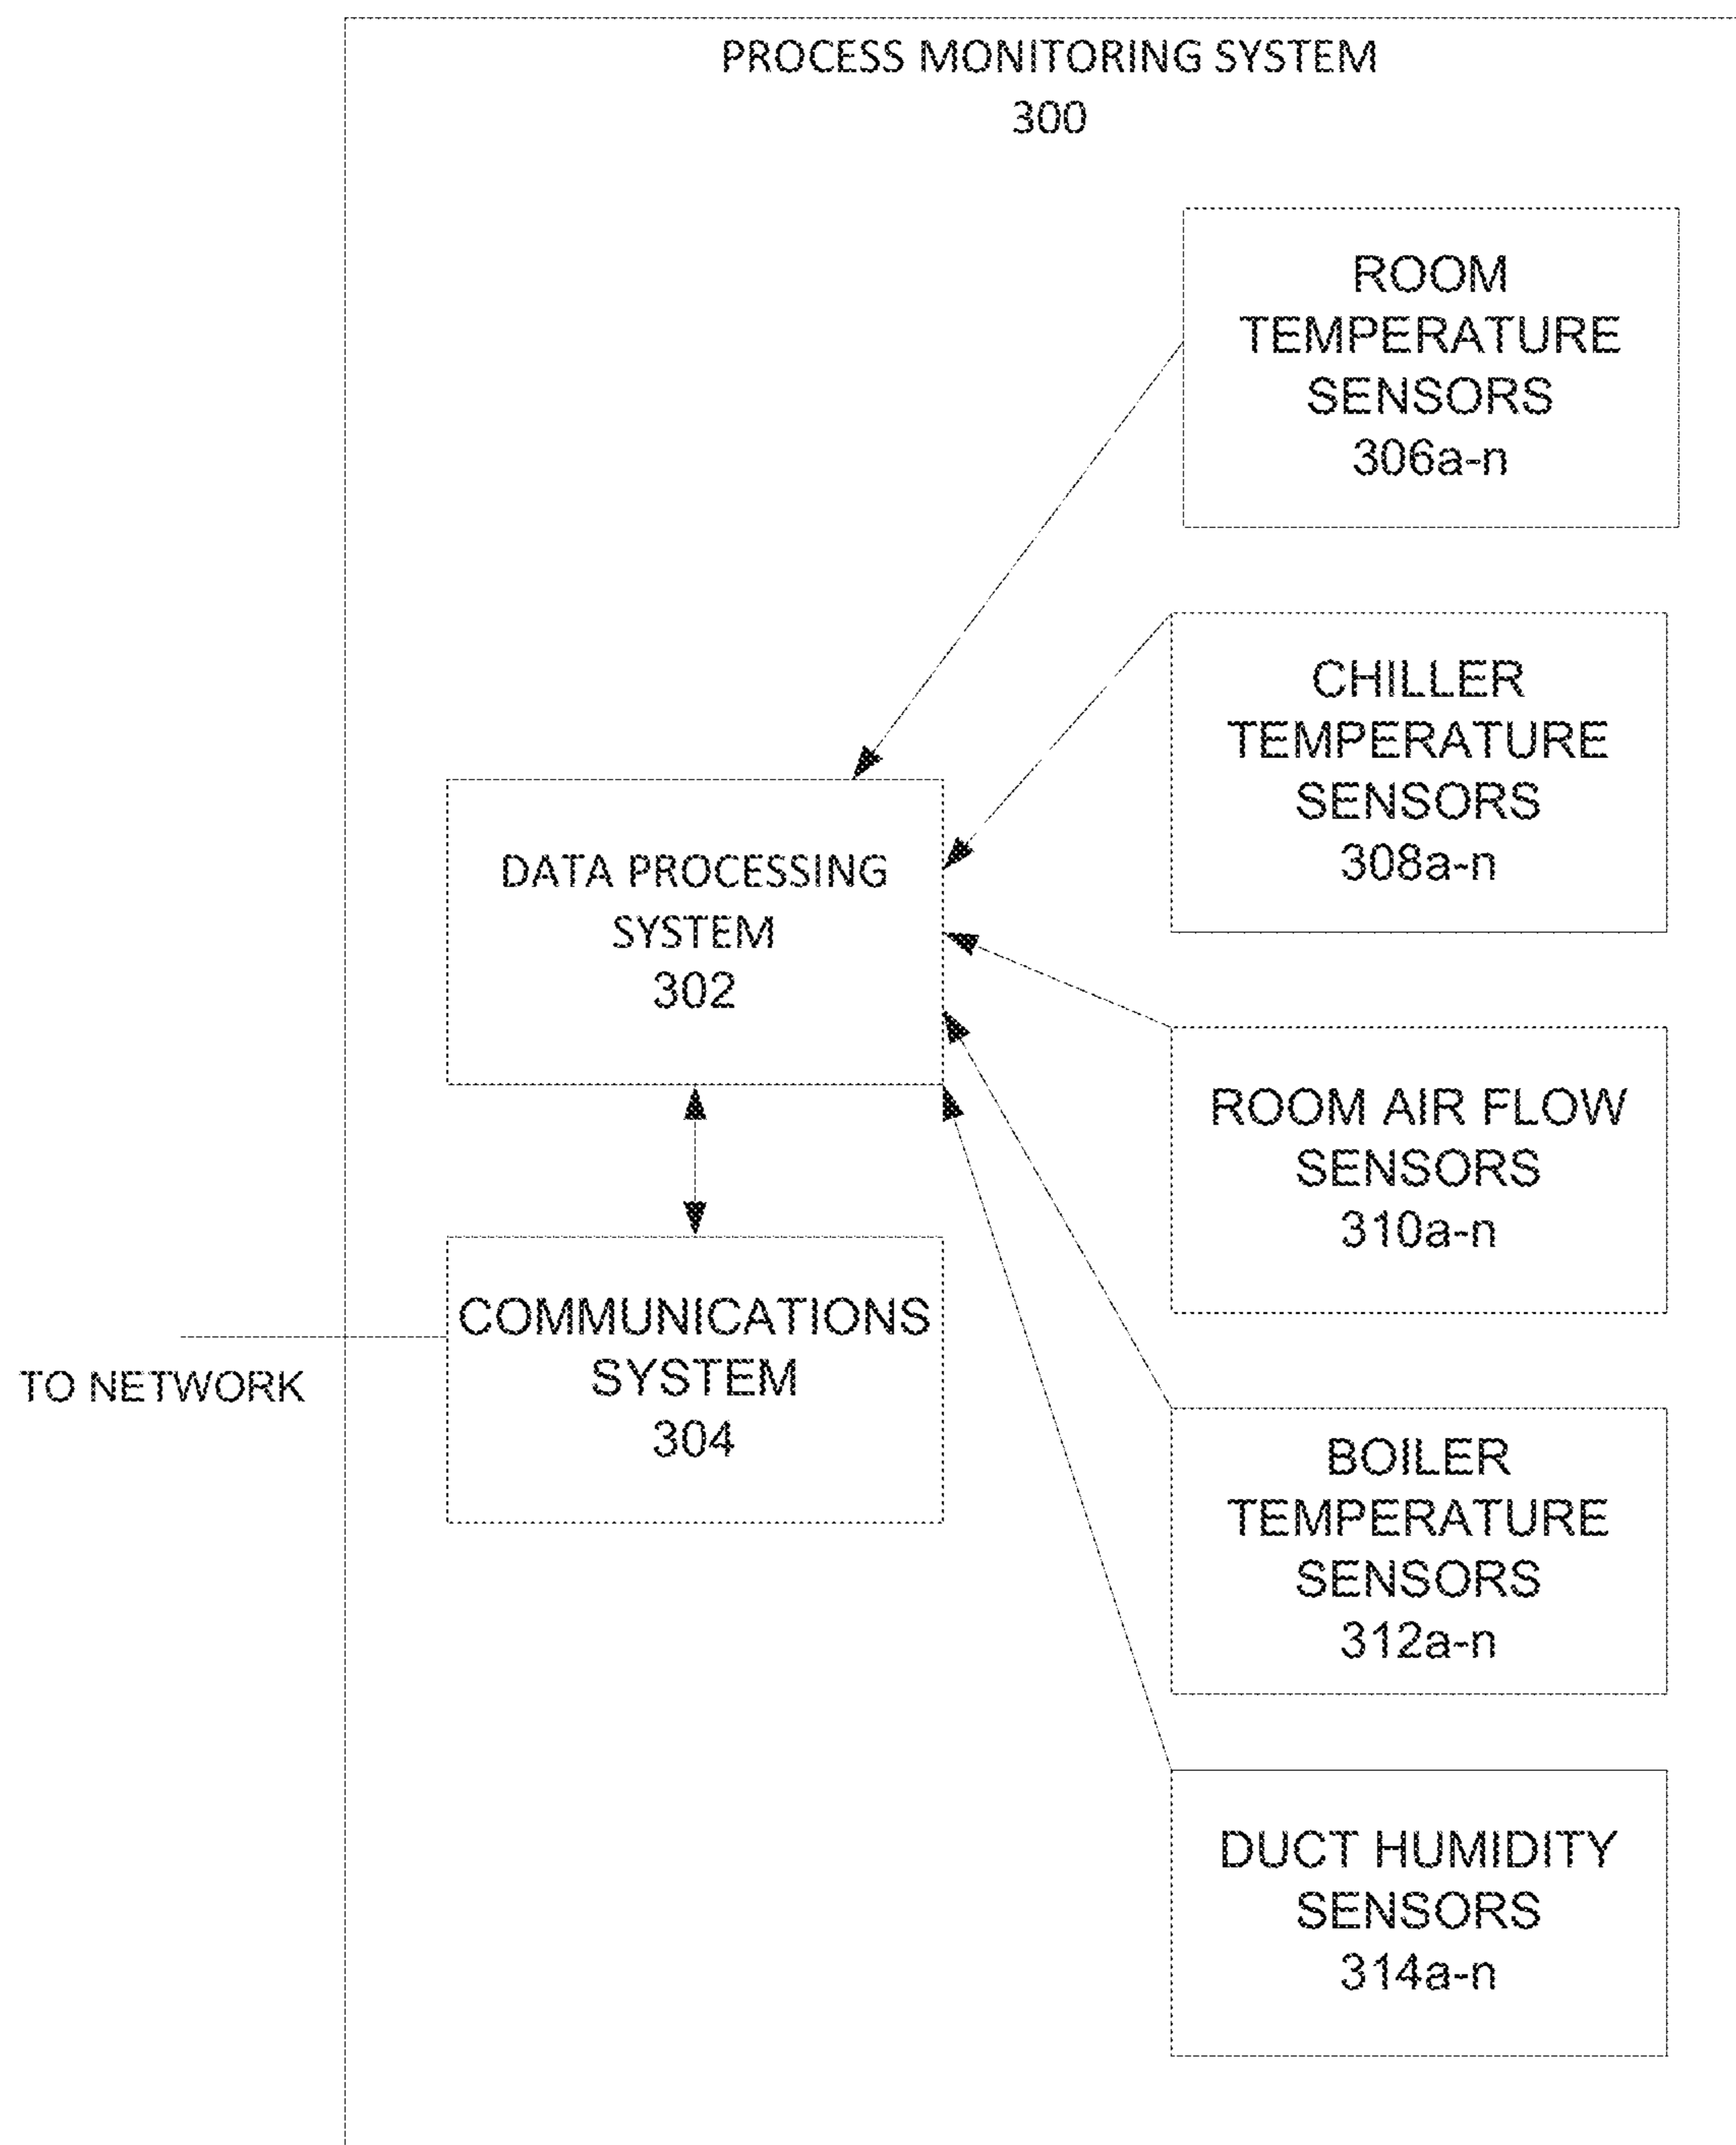 PROCESS MONITORING SYSTEM
300
ROOM
TEMPERATURE
SENSORS
306a-n
CHILLER
TEMPERATURE
SENSORS
308a-n
DATA PROCESSING
SYSTEM
302
ROOM AIR FLOW
SENSORS
310a-n
COMMUNICATIONS
SYSTEM
304
TO NETWORK
BOILER
TEMPERATURE
SENSORS
312a-n
DUCT HUMIDITY
SENSORS
314a-n